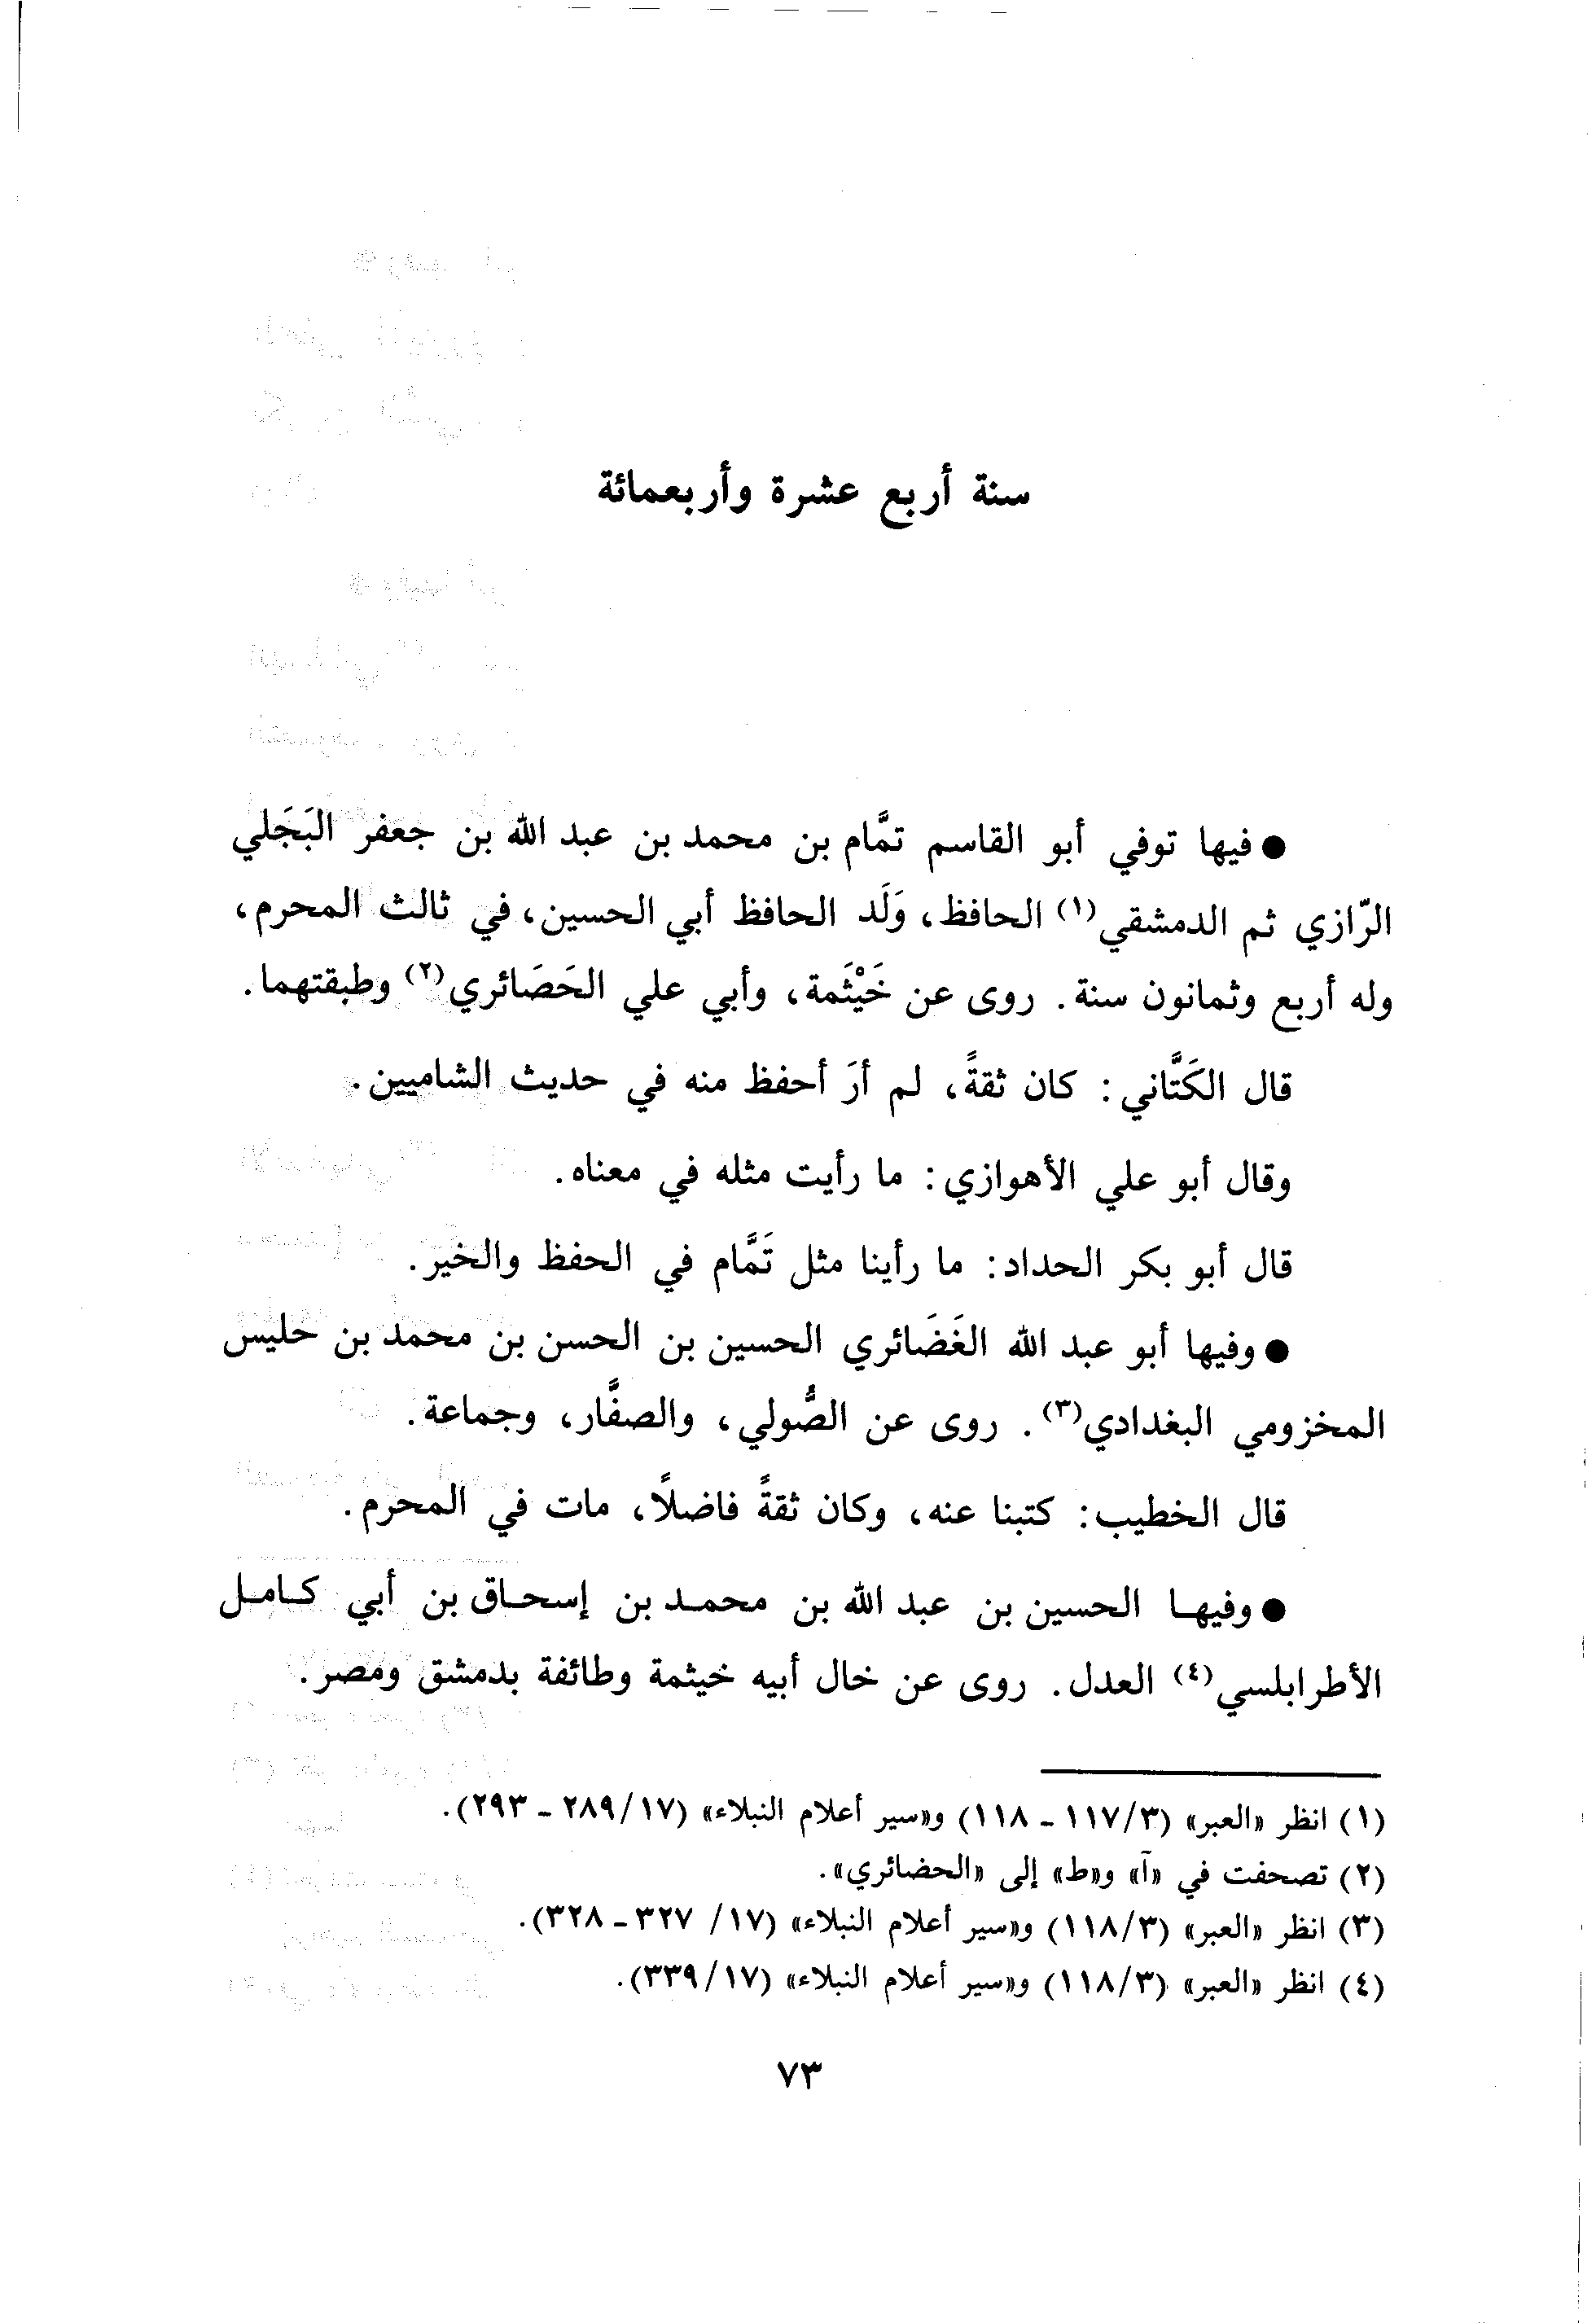 سنة أربع عشرة وأربعمائة
● فيها توفي أبو القاسم تمَّام بن محمد بن عبد الله بن جعفر البَجَلي
الرّازي ثم الدمشقي(١) الحافظ، وَلَد الحافظ أبي الحسين، في ثالث المحرم،
وله أربع وثمانون سنة. روى عن خَيْثَمة، وأبي علي الحَصَائري(٢) وطبقتهما.
قال الكَتَّاني: كان ثقةً، لم أرَ أحفظ منه في حديث الشاميين.
وقال أبو علي الأهوازي: ما رأيت مثله في معناه.
قال أبو بكر الحداد: ما رأينا مثل تَمَّام في الحفظ والخير.
● وفيها أبو عبد الله الغَضَائري الحسين بن الحسن بن محمد بن حليس
المخزومي البغدادي(٣). روى عن الصُّولي، والصفَّار، وجماعة.
قال الخطيب: كتبنا عنه، وكان ثقةً فاضلاً، مات في المحرم.
● وفيها الحسين بن عبد الله بن محمد بن إسحاق بن أبي كامل
الأطرابلسي(٤) العدل. روى عن خال أبيه خيثمة وطائفة بدمشق ومصر.
(١) انظر «العبر» (١١٧/٣ - ١١٨) و«سير أعلام النبلاء» (٢٨٩/١٧ - ٢٩٣).
(٢) تصحفت في «آ» و«ط» إلى «الحضائري».
(٣) انظر «العبر» (١١٨/٣) و«سير أعلام النبلاء» (١٧/ ٣٢٧ - ٣٢٨).
(٤) انظر «العبر» (١١٨/٣) و«سير أعلام النبلاء» (٣٣٩/١٧).
٧٣